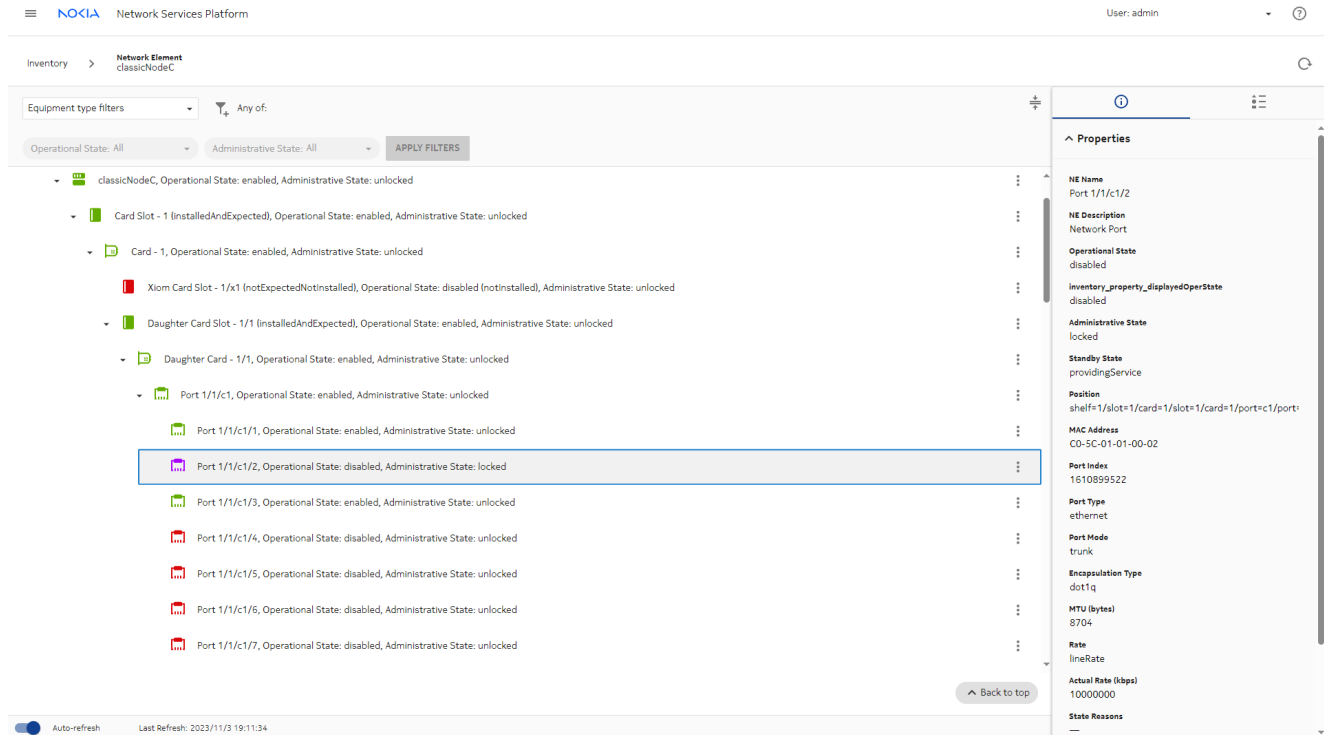 NOKIA Network Services Platform
User: admin
Inventory
Network Element
classicNodeC
Equipment type filters
Any of:
Operational State: All
Administrative State: All
APPLY FILTERS
classicNodeC, Operational State: enabled, Administrative State: unlocked
Card Slot - 1 (installedAndExpected), Operational State: enabled, Administrative State: unlocked
Card - 1, Operational State: enabled, Administrative State: unlocked
Xiom Card Slot - 1/x1 (notExpectedNotInstalled), Operational State: disabled (notInstalled), Administrative State: unlocked
Daughter Card Slot - 1/1 (installedAndExpected), Operational State: enabled, Administrative State: unlocked
Daughter Card - 1/1, Operational State: enabled, Administrative State: unlocked
Port 1/1/c1, Operational State: enabled, Administrative State: unlocked
Port 1/1/c1/1, Operational State: enabled, Administrative State: unlocked
Port 1/1/c1/2, Operational State: disabled, Administrative State: locked
Port 1/1/c1/3, Operational State: enabled, Administrative State: unlocked
Port 1/1/c1/4, Operational State: disabled, Administrative State: unlocked
Port 1/1/c1/5, Operational State: disabled, Administrative State: unlocked
Port 1/1/c1/6, Operational State: disabled, Administrative State: unlocked
Port 1/1/c1/7, Operational State: disabled, Administrative State: unlocked
Back to top
Auto-refresh
Last Refresh: 2023/11/3 19:11:34
Properties
NE Name
Port 1/1/c1/2
NE Description
Network Port
Operational State
disabled
inventory_property_displayedOperState
disabled
Administrative State
locked
Standby State
providingService
Position
shelf=1/slot=1/card=1/slot=1/card=1/port=c1/port=
MAC Address
C0-5C-01-01-00-02
Port Index
1610899522
Port Type
ethernet
Port Mode
trunk
Encapsulation Type
dot1q
MTU (bytes)
8704
Rate
lineRate
Actual Rate (kbps)
10000000
State Reasons
—